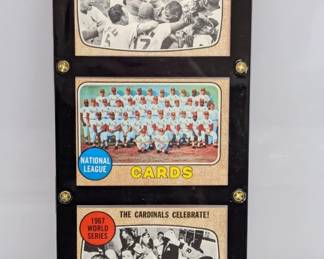 NATIONAL
LEAGUE
CARDS
THE CARDINALS CELEBRATE!
1967
WORLD
SERIES